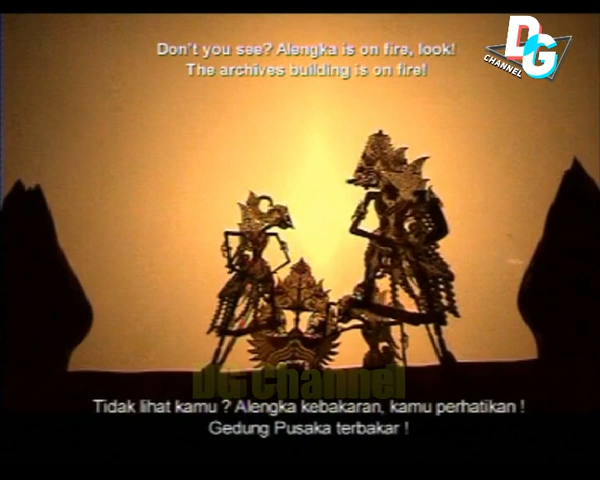 Don't you see? Alengka is on fire, look!
The archives building is on fire!
DG
CHANNEL
DG Channel
Tidak lihat kamu ? Alengka kebakaran, kamu perhatikan !
Gedung Pusaka terbakar !